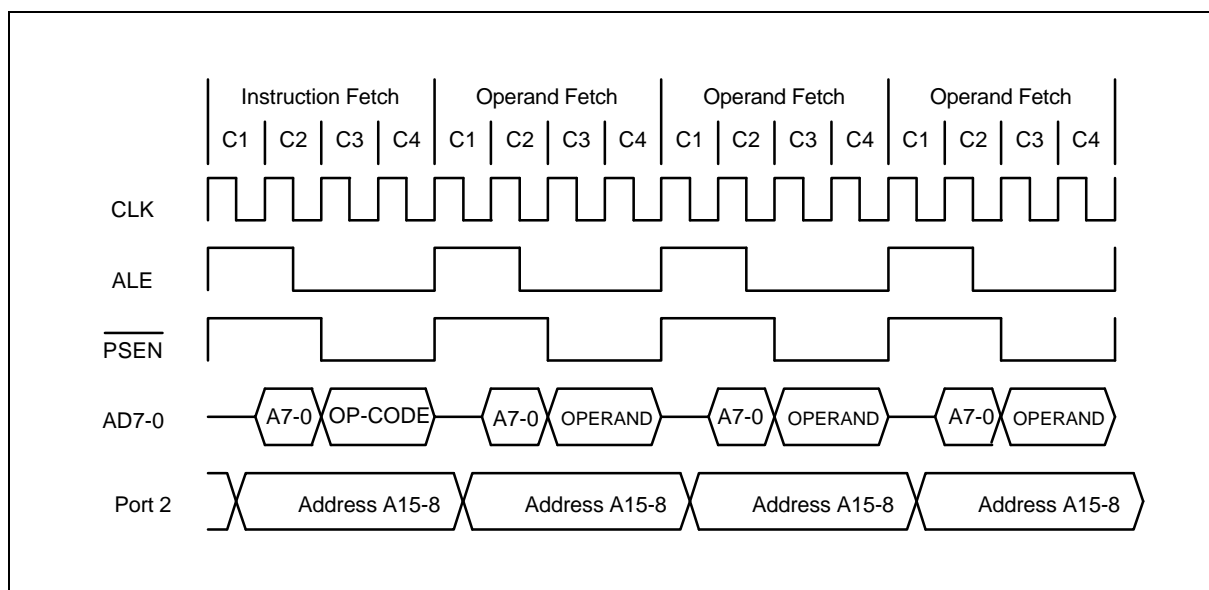 Instruction Fetch Operand Fetch Operand Fetch Operand Fetch
C1 C2 C3 C4 C1 C2 C3 C4 C1 C2 C3 C4 C1 C2 C3 C4
CLK
ALE
PSEN
AD7-0 A7-0 OP-CODE A7-0 OPERAND A7-0 OPERAND A7-0 OPERAND
Port 2 Address A15-8 Address A15-8 Address A15-8 Address A15-8